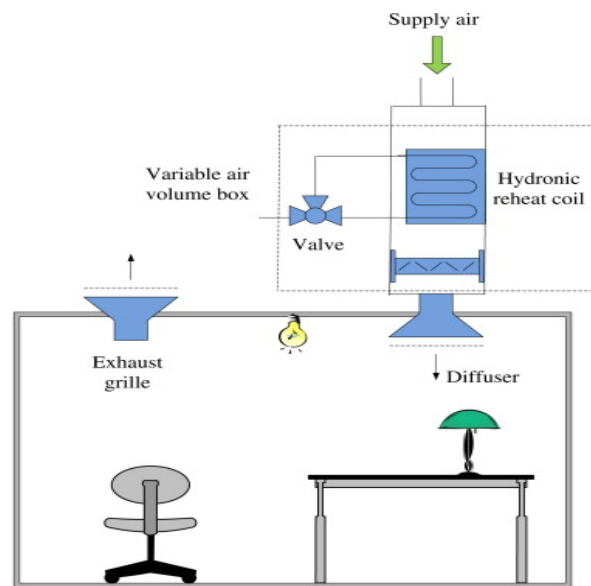 Supply air
Variable air
volume box
Hydronic
reheat coil
Valve
Exhaust
grille
Diffuser